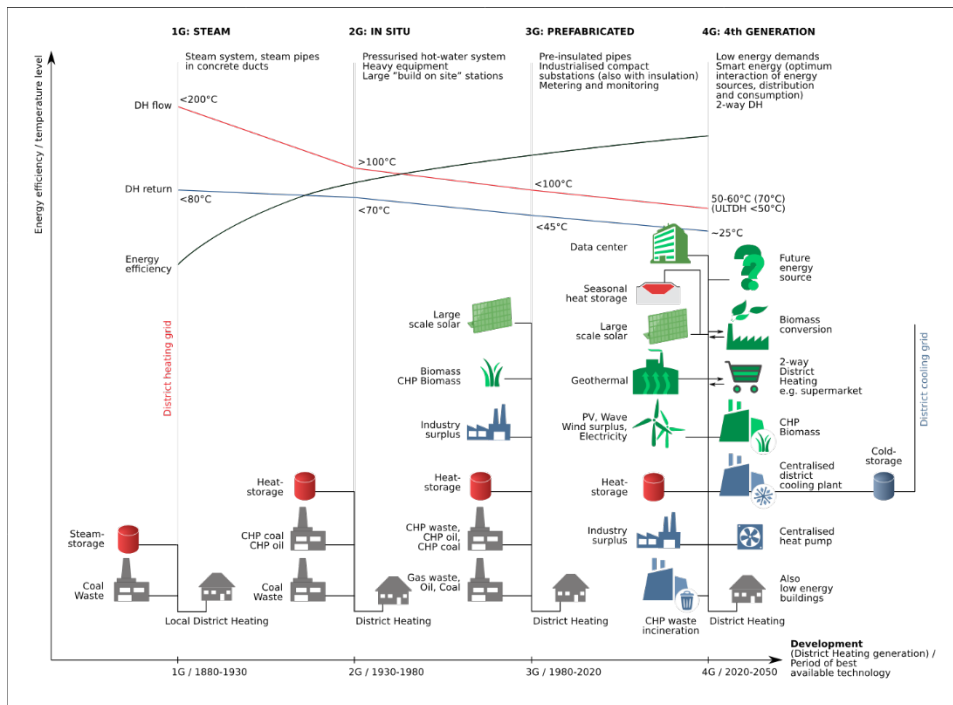 1G: STEAM
Steam system, steam pipes
in concrete ducts
2G: IN SITU
Pressurised hot-water system
Heavy equipment
Large "build on site" stations
3G: PREFABRICATED
Pre-insulated pipes
Industrialised compact
substations (also with insulation)
Metering and monitoring
4G: 4th GENERATION
Low energy demands
Smart energy (optimum
interaction of energy
sources, distribution
and consumption)
2-way DH
Energy efficiency / temperature level
DH flow
<200°C
>100°C
<100°C
50-60°C (70°C)
(ULTDH <50°C)
DH return
<80°C
<70°C
<45°C
~25°C
Energy
efficiency
District heating grid
Steam-
storage
Coal
Waste
Local District Heating
Heat-
storage
CHP coal
CHP oil
Coal
Waste
District Heating
Large
scale solar
Biomass
CHP Biomass
Industry
surplus
Heat-
storage
CHP waste,
CHP oil,
CHP coal
Gas waste,
Oil, Coal
District Heating
Data center
Seasonal
heat storage
Large
scale solar
Geothermal
PV, Wave
Wind surplus,
Electricity
Heat-
storage
Industry
surplus
CHP waste
incineration
Future
energy
source
Biomass
conversion
2-way
District
Heating
e.g. supermarket
CHP
Biomass
Centralised
district
cooling plant
Centralised
heat pump
Also
low energy
buildings
District Heating
Cold-
storage
District cooling grid
1G / 1880-1930
2G / 1930-1980
3G / 1980-2020
4G / 2020-2050
Development
(District Heating generation) /
Period of best
available technology